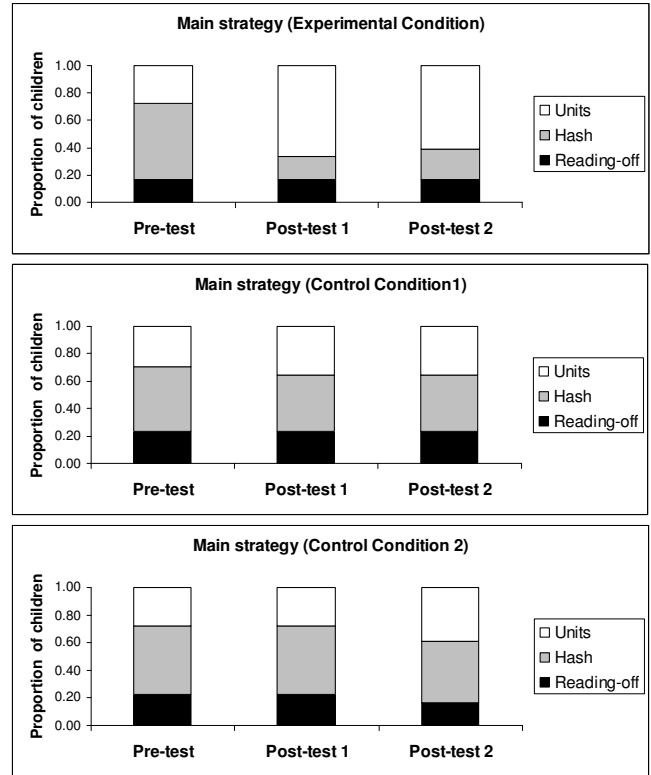 Main strategy (Experimental Condition)
Proportion of children
1.00
0.80
0.60
0.40
0.20
0.00
Pre-test Post-test 1 Post-test 2
Units
Hash
Reading-off
Main strategy (Control Condition1)
Proportion of children
1.00
0.80
0.60
0.40
0.20
0.00
Pre-test Post-test 1 Post-test 2
Units
Hash
Reading-off
Main strategy (Control Condition 2)
Proportion of children
1.00
0.80
0.60
0.40
0.20
0.00
Pre-test Post-test 1 Post-test 2
Units
Hash
Reading-off